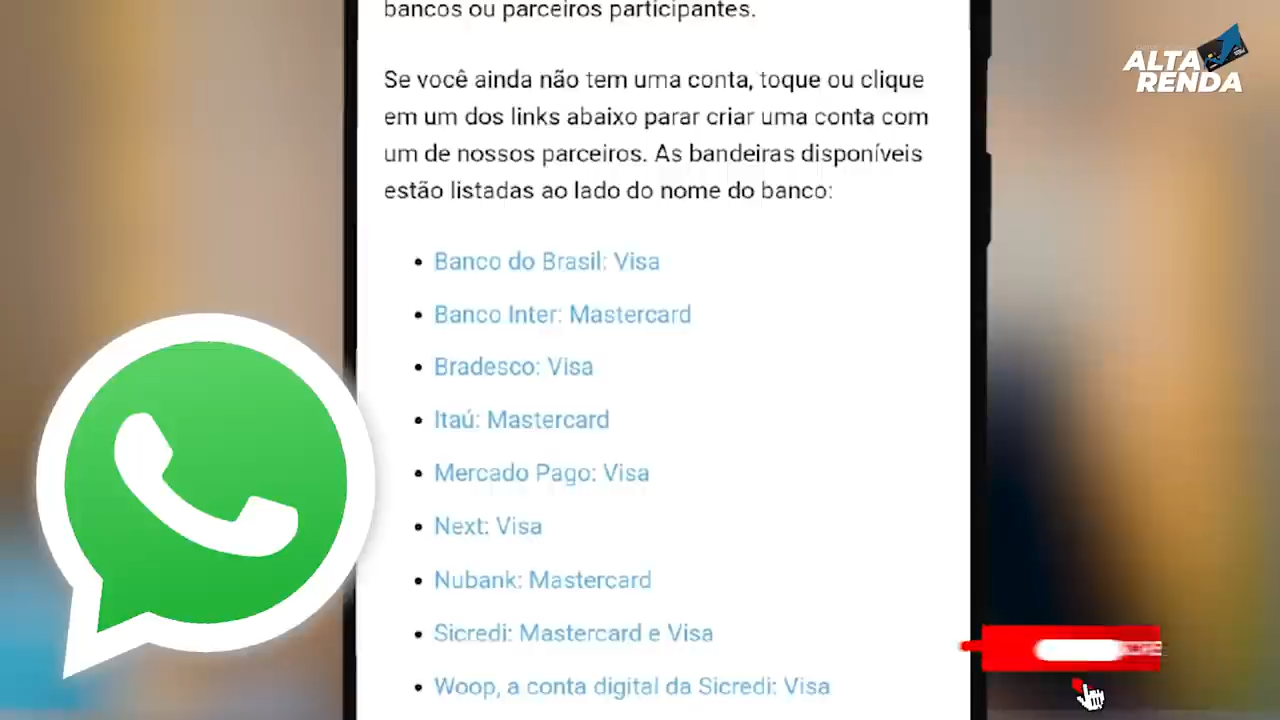 bancos ou parceiros participantes.
Se você ainda não tem uma conta, toque ou clique
em um dos links abaixo parar criar uma conta com
um de nossos parceiros. As bandeiras disponíveis
estão listadas ao lado do nome do banco:
• Banco do Brasil: Visa
• Banco Inter: Mastercard
• Bradesco: Visa
• Itaú: Mastercard
• Mercado Pago: Visa
• Next: Visa
• Nubank: Mastercard
• Sicredi: Mastercard e Visa
• Woop, a conta digital da Sicredi: Visa
ALTA
RENDA